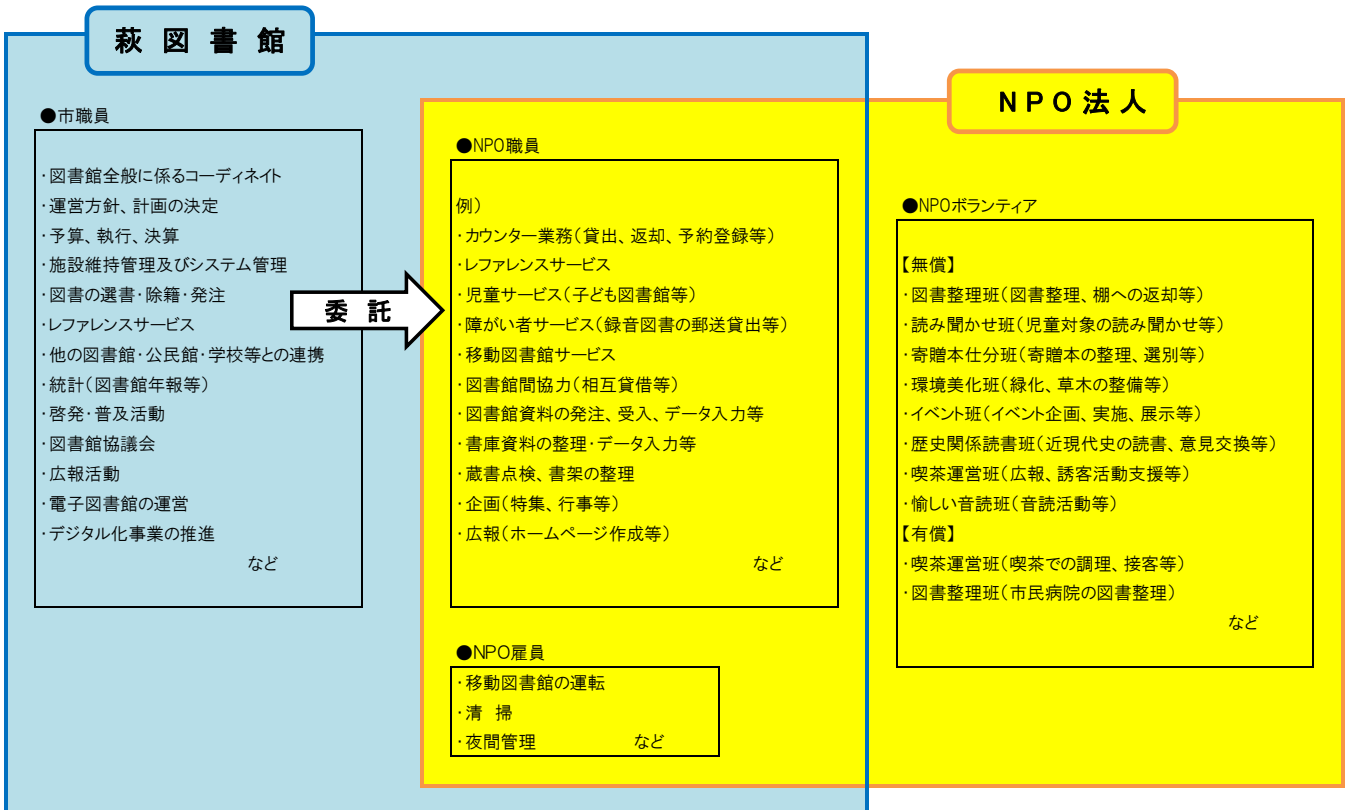 萩図書館
●市職員
・図書館全般に係るコーディネイト
・運営方針、計画の決定
・予算、執行、決算
・施設維持管理及びシステム管理
・図書の選書・除籍・発注
・レファレンスサービス
・他の図書館・公民館・学校等との連携
・統計（図書館年報等）
・啓発・普及活動
・図書館協議会
・広報活動
・電子図書館の運営
・デジタル化事業の推進
など
委託
NPO法人
●NPO職員
例）
・カウンター業務（貸出、返却、予約登録等）
・レファレンスサービス
・児童サービス（子ども図書館等）
・障がい者サービス（録音図書の郵送貸出等）
・移動図書館サービス
・図書館間協力（相互貸借等）
・図書館資料の発注、受入、データ入力等
・書庫資料の整理・データ入力等
・蔵書点検、書架の整理
・企画（特集、行事等）
・広報（ホームページ作成等）
など
●NPO雇員
・移動図書館の運転
・清　掃
・夜間管理　　　　など
●NPOボランティア
【無償】
・図書整理班（図書整理、棚への返却等）
・読み聞かせ班（児童対象の読み聞かせ等）
・寄贈本仕分班（寄贈本の整理、選別等）
・環境美化班（緑化、草木の整備等）
・イベント班（イベント企画、実施、展示等）
・歴史関係読書班（近現代史の読書、意見交換等）
・喫茶運営班（広報、誘客活動支援等）
・愉しい音読班（音読活動等）
【有償】
・喫茶運営班（喫茶での調理、接客等）
・図書整理班（市民病院の図書整理）
など